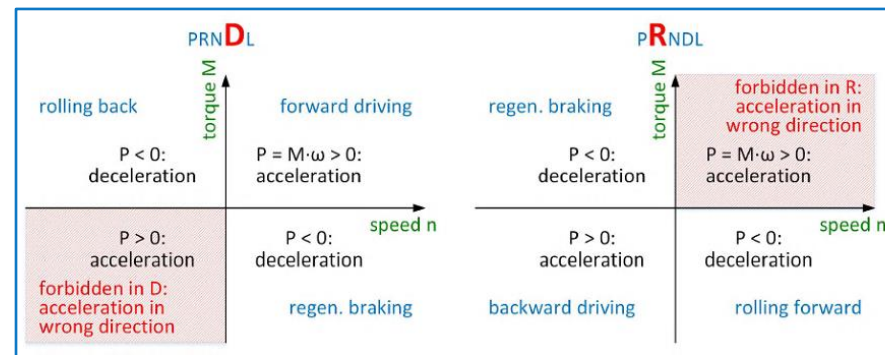 PRNDL
torque M
rolling back
forward driving
P < 0:
deceleration
P = M·ω > 0:
acceleration
speed n
P > 0:
acceleration
P < 0:
deceleration
forbidden in D:
acceleration in
wrong direction
regen. braking
PRNDL
torque M
regen. braking
forbidden in R:
acceleration in
wrong direction
P < 0:
deceleration
P = M·ω > 0:
acceleration
speed n
P > 0:
acceleration
P < 0:
deceleration
backward driving
rolling forward